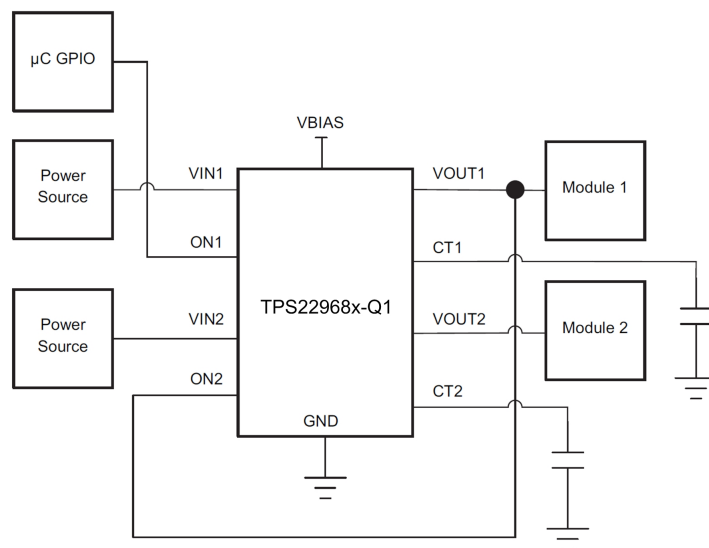 µC GPIO
VBIAS
Power
Source
VIN1
VOUT1
Module 1
ON1
CT1
TPS22968x-Q1
Power
Source
VIN2
VOUT2
Module 2
ON2
CT2
GND